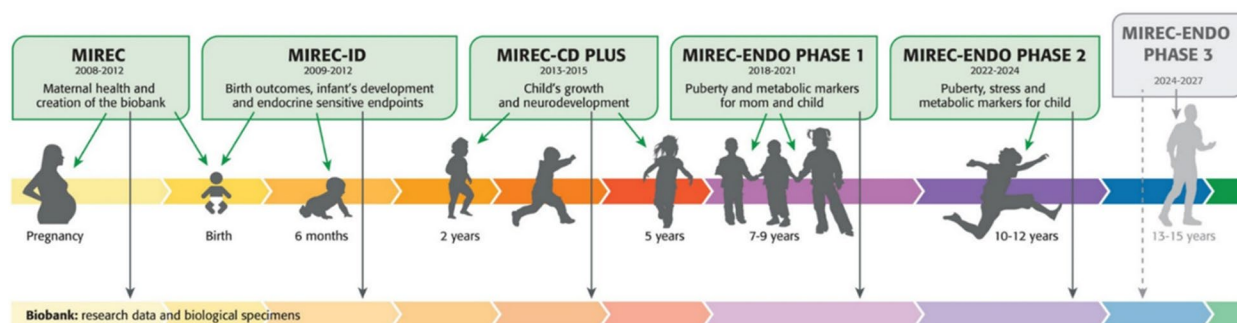 MIREC
2008-2012
Maternal health and
creation of the biobank
MIREC-ID
2009-2012
Birth outcomes, infant's development
and endocrine sensitive endpoints
MIREC-CD PLUS
2013-2015
Child's growth
and neurodevelopment
MIREC-ENDO PHASE 1
2018-2021
Puberty and metabolic markers
for mom and child
MIREC-ENDO PHASE 2
2022-2024
Puberty, stress and
metabolic markers for child
MIREC-ENDO
PHASE 3
2024-2027
Pregnancy
Birth
6 months
2 years
5 years
7-9 years
10-12 years
13-15 years
Biobank: research data and biological specimens